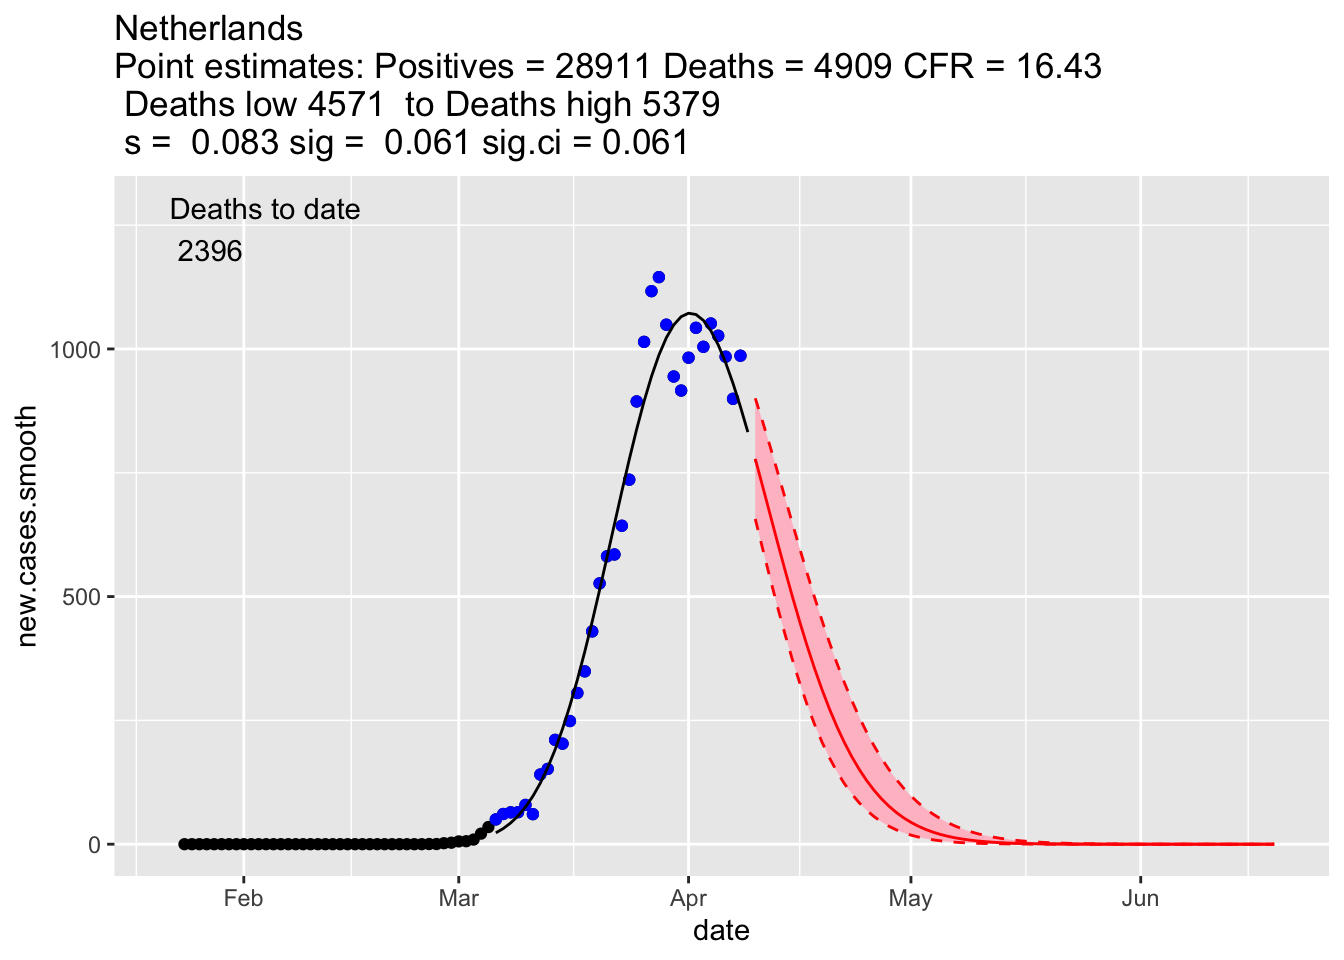 Netherlands
Point estimates: Positives = 28911 Deaths = 4909 CFR = 16.43
Deaths low 4571  to Deaths high 5379
s =  0.083 sig =  0.061 sig.ci = 0.061
Deaths to date
2396
1000
500
0
new.cases.smooth
Feb Mar Apr May Jun
date